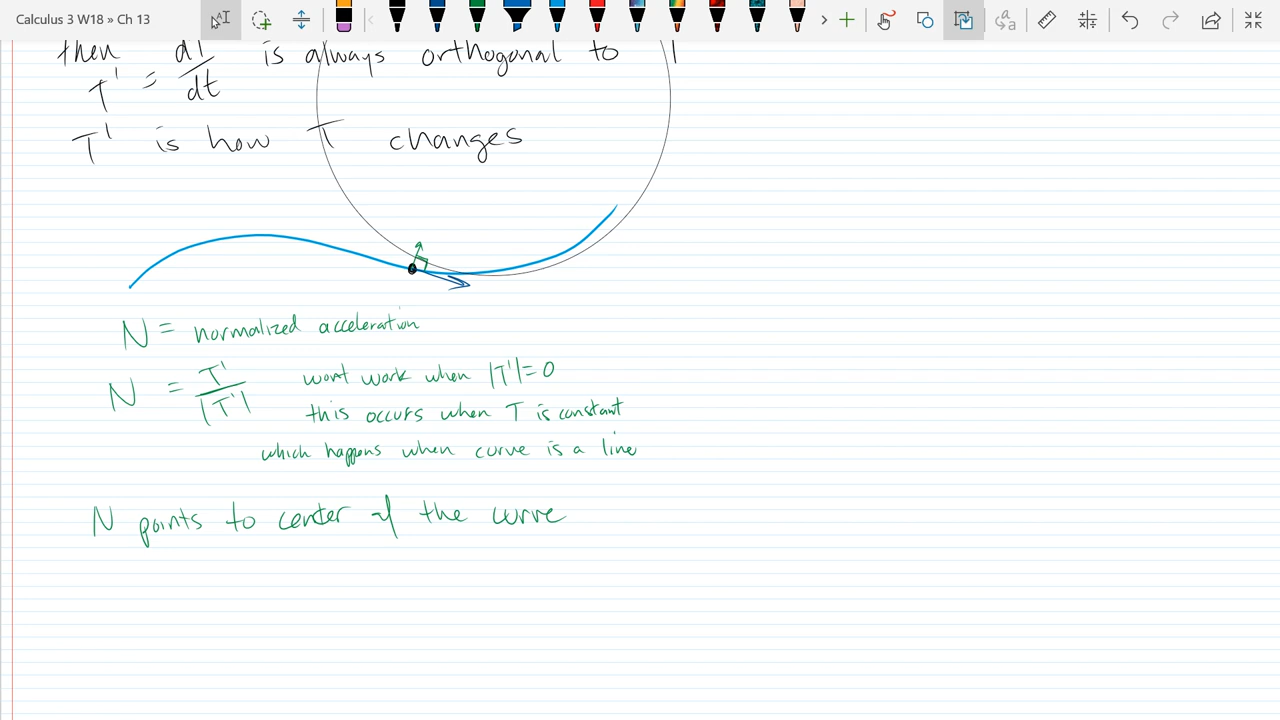 Calculus 3 W18 » Ch 13
then dT/dt is always orthogonal to T
T' =
T' is how T changes
N = normalized acceleration
N = T'/|T'| wont work when |T'|=0
this occurs when T is constant
which happens when curve is a line
N points to center of the curve